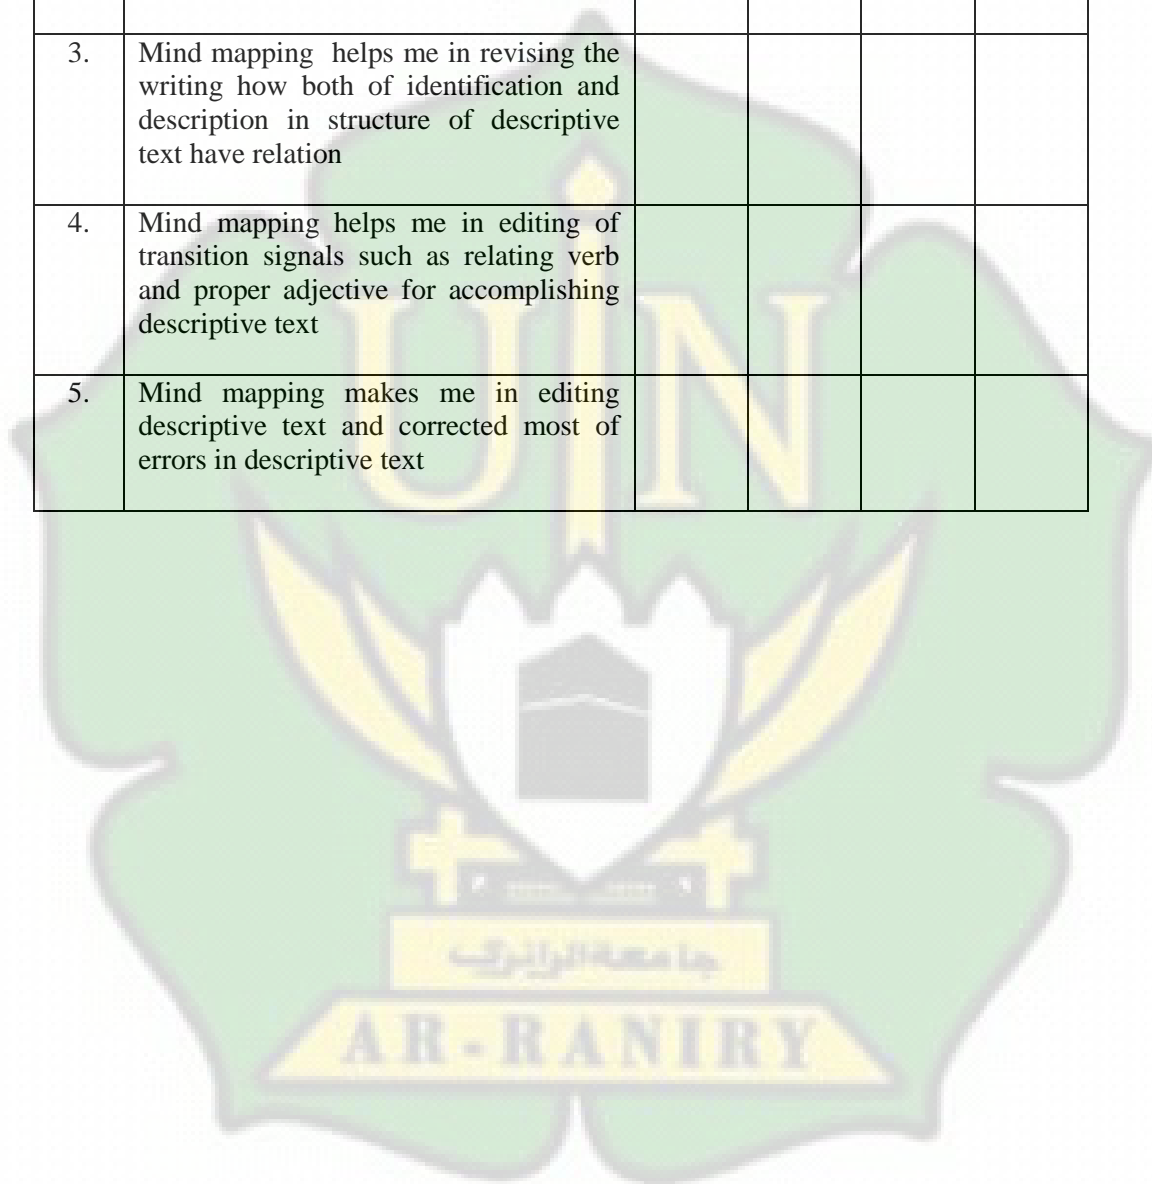 3. Mind mapping helps me in revising the
writing how both of identification and
description in structure of descriptive
text have relation
4. Mind mapping helps me in editing of
transition signals such as relating verb
and proper adjective for accomplishing
descriptive text
5. Mind mapping makes me in editing
descriptive text and corrected most of
errors in descriptive text
UIN
جامعة الرانيري
AR-RANIRY